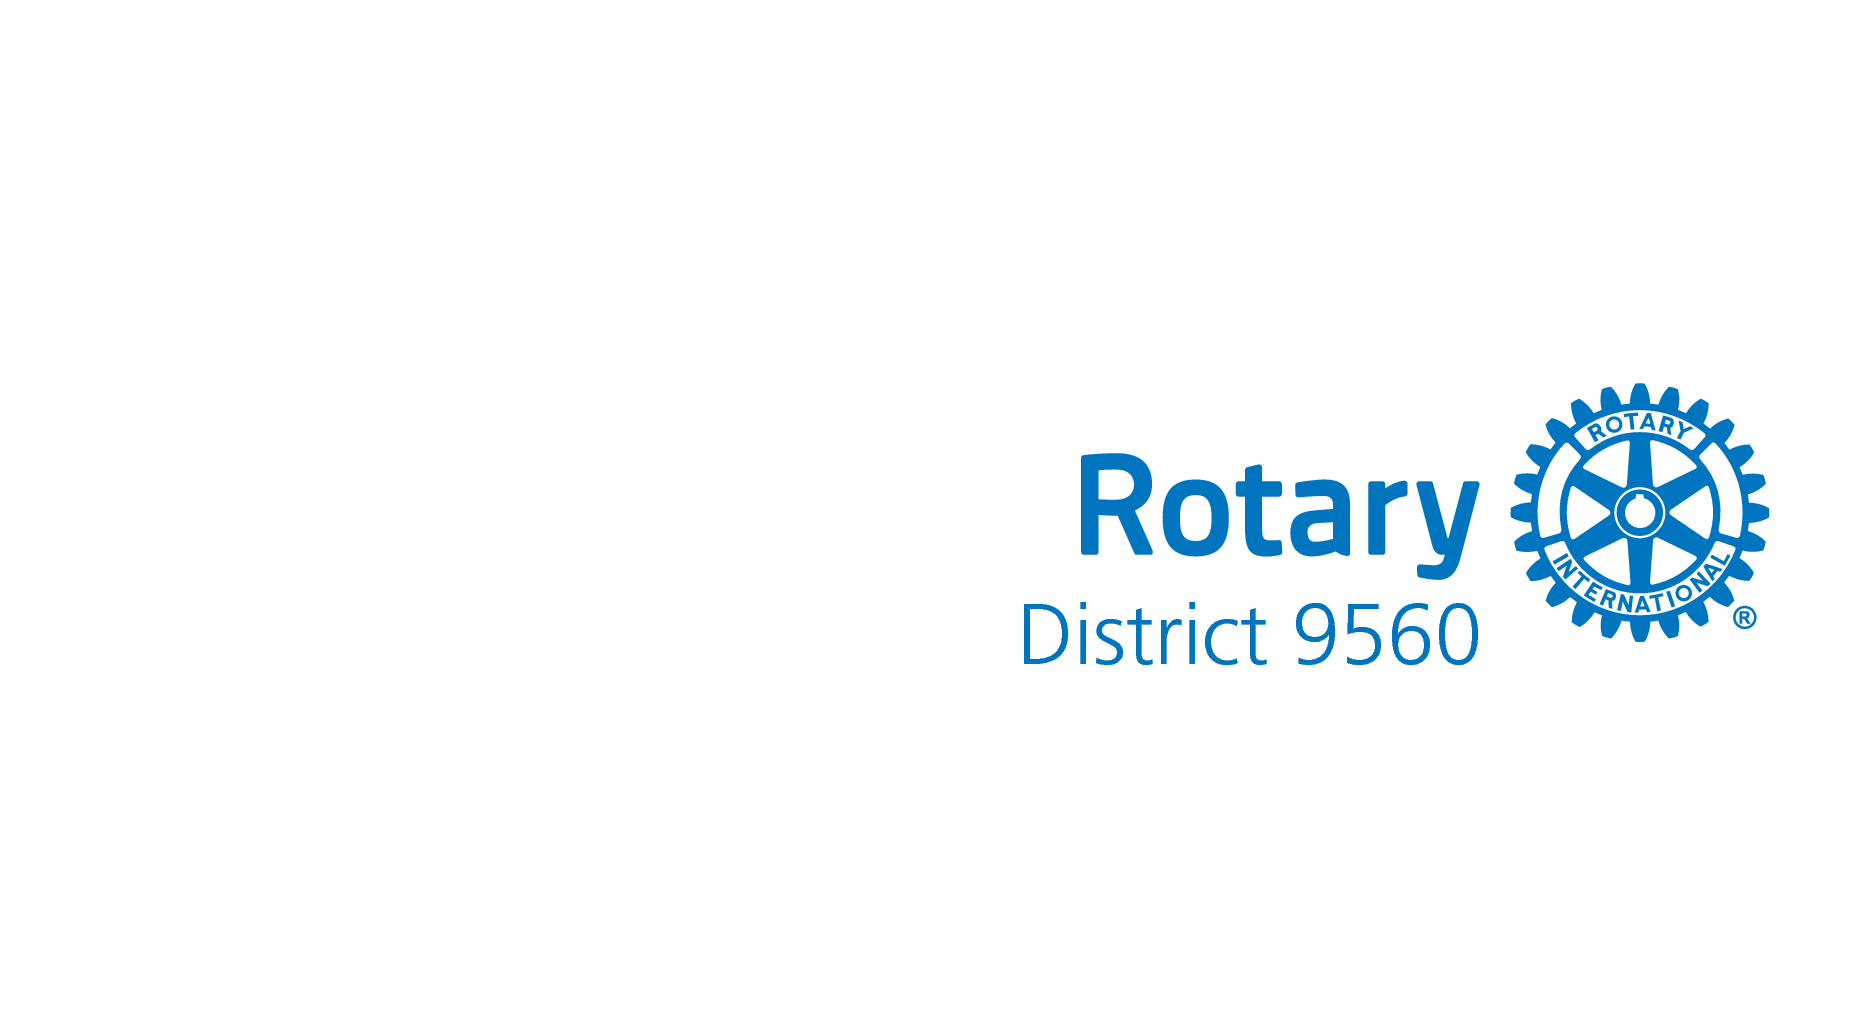 Rotary
District 9560
ROTARY
INTERNATIONAL
®